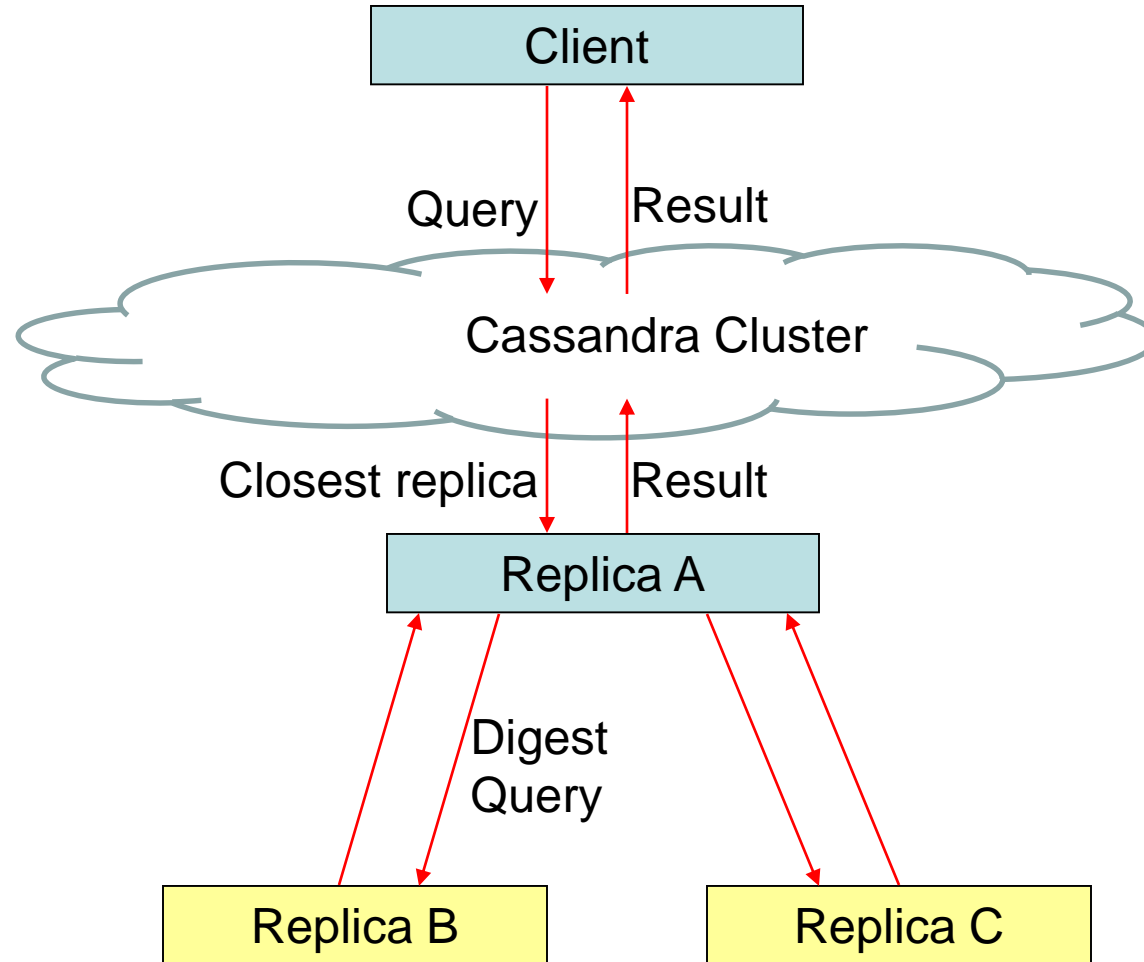 Client
Query
Result
Cassandra Cluster
Closest replica
Result
Replica A
Digest
Query
Replica B
Replica C